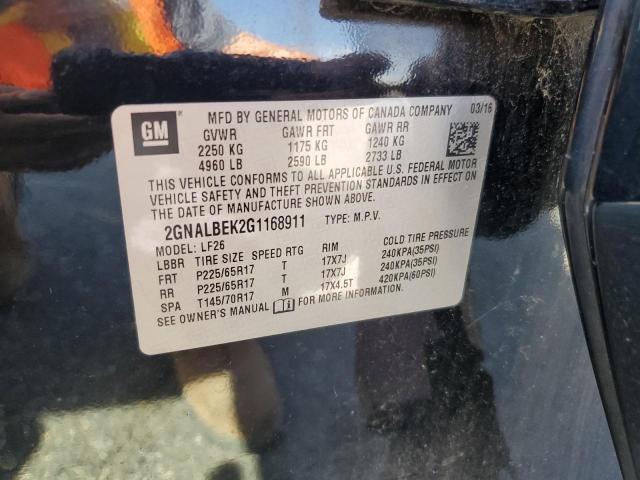 GM
MFD BY GENERAL MOTORS OF CANADA COMPANY 03/16
GVWR GAWR FRT GAWR RR
2250 KG 1175 KG 1240 KG
4960 LB 2590 LB 2733 LB
THIS VEHICLE CONFORMS TO ALL APPLICABLE U.S. FEDERAL MOTOR
VEHICLE SAFETY AND THEFT PREVENTION STANDARDS IN EFFECT ON
THE DATE OF MANUFACTURE SHOWN ABOVE.
2GNALBEK2G1168911 TYPE: M.P.V.
MODEL: LF26
LBBR TIRE SIZE SPEED RTG RIM COLD TIRE PRESSURE
FRT P225/65R17 T 17X7J 240KPA(35PSI)
RR P225/65R17 T 17X7J 240KPA(35PSI)
SPA T145/70R17 M 17X4.5T 420KPA(60PSI)
SEE OWNER'S MANUAL FOR MORE INFORMATION.